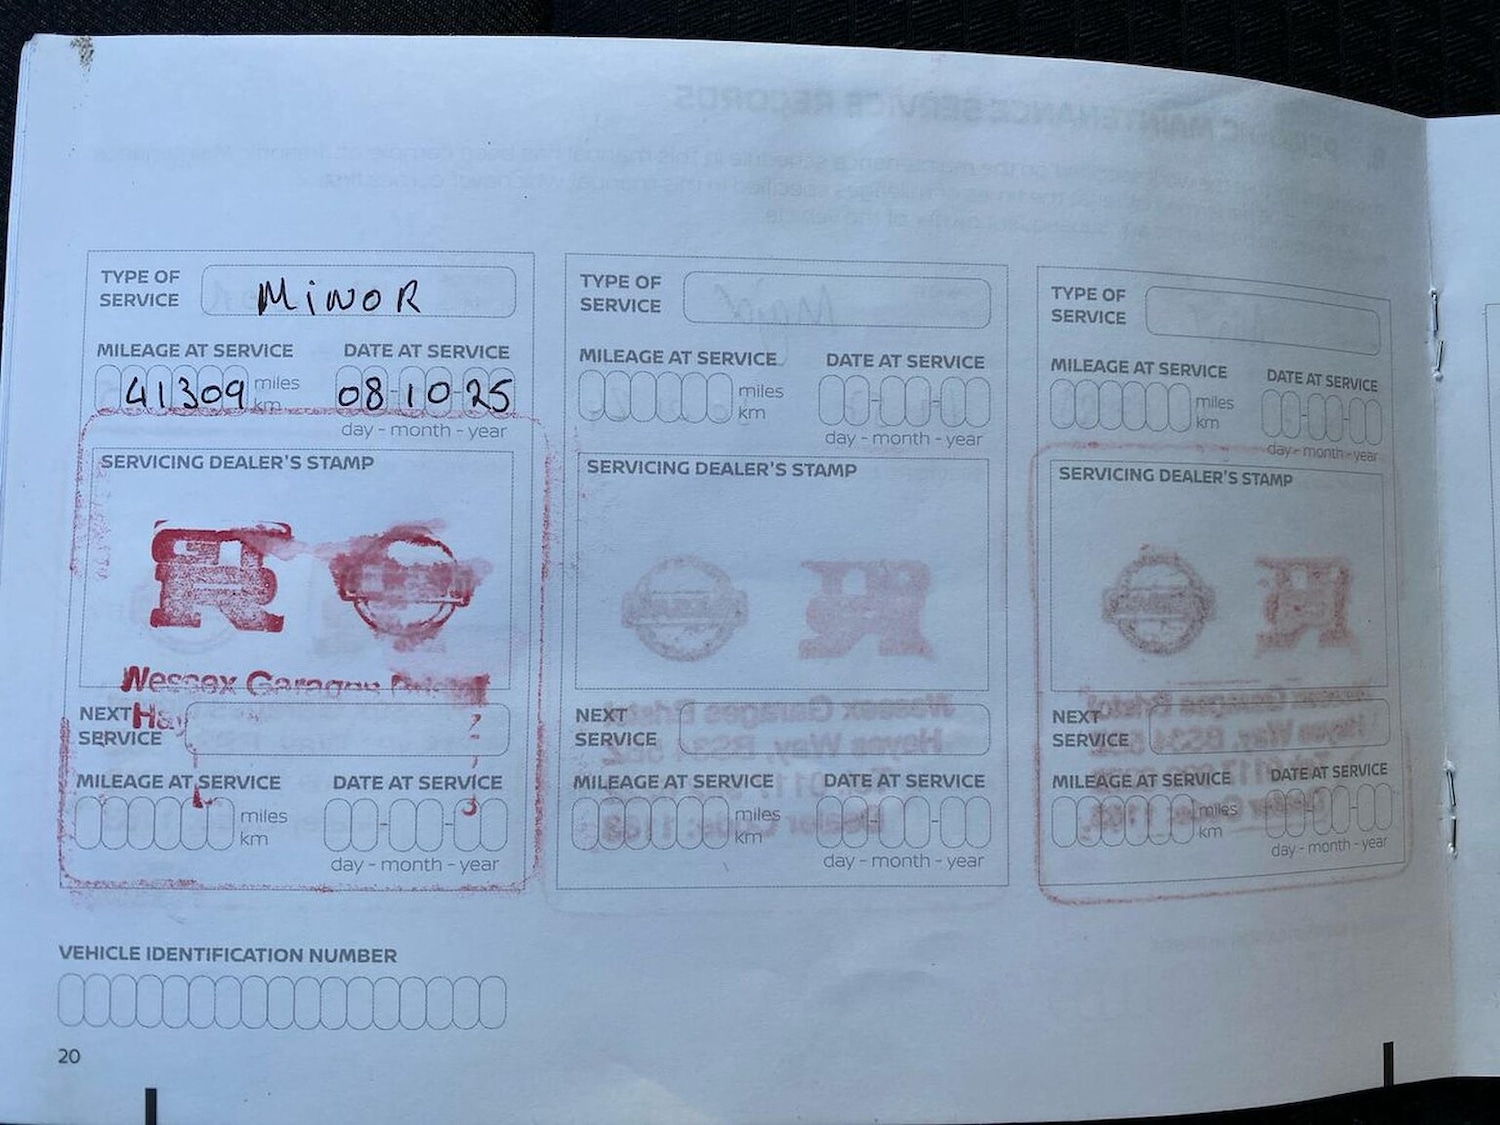 TYPE OF
SERVICE
MINOR
MILEAGE AT SERVICE
DATE AT SERVICE
41309 miles
km
08-10-25
day - month - year
SERVICING DEALER'S STAMP
Wessex Garages Bristol
NEXT
SERVICE
MILEAGE AT SERVICE
DATE AT SERVICE
miles
km
day - month - year
TYPE OF
SERVICE
MILEAGE AT SERVICE
DATE AT SERVICE
miles
km
day - month - year
SERVICING DEALER'S STAMP
NEXT
SERVICE
MILEAGE AT SERVICE
DATE AT SERVICE
miles
km
day - month - year
TYPE OF
SERVICE
MILEAGE AT SERVICE
DATE AT SERVICE
miles
km
day - month - year
SERVICING DEALER'S STAMP
NEXT
SERVICE
MILEAGE AT SERVICE
DATE AT SERVICE
miles
km
day - month - year
VEHICLE IDENTIFICATION NUMBER
20